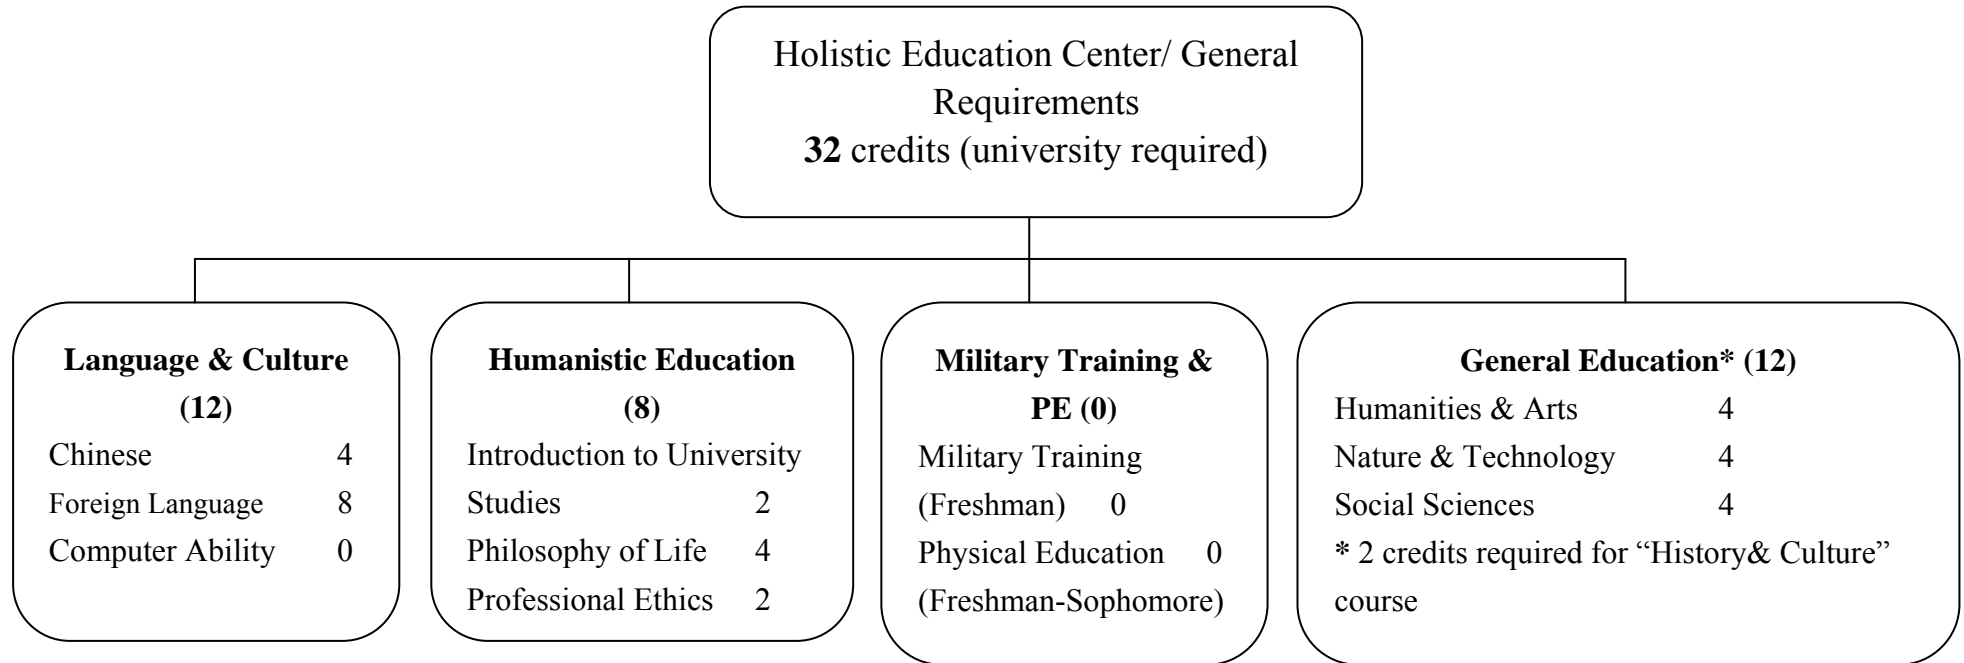 Holistic Education Center/ General
Requirements
32 credits (university required)
Language & Culture
(12)
Chinese 4
Foreign Language 8
Computer Ability 0
Humanistic Education
(8)
Introduction to University
Studies 2
Philosophy of Life 4
Professional Ethics 2
Military Training &
PE (0)
Military Training
(Freshman) 0
Physical Education 0
(Freshman-Sophomore)
General Education* (12)
Humanities & Arts 4
Nature & Technology 4
Social Sciences 4
* 2 credits required for “History& Culture”
course